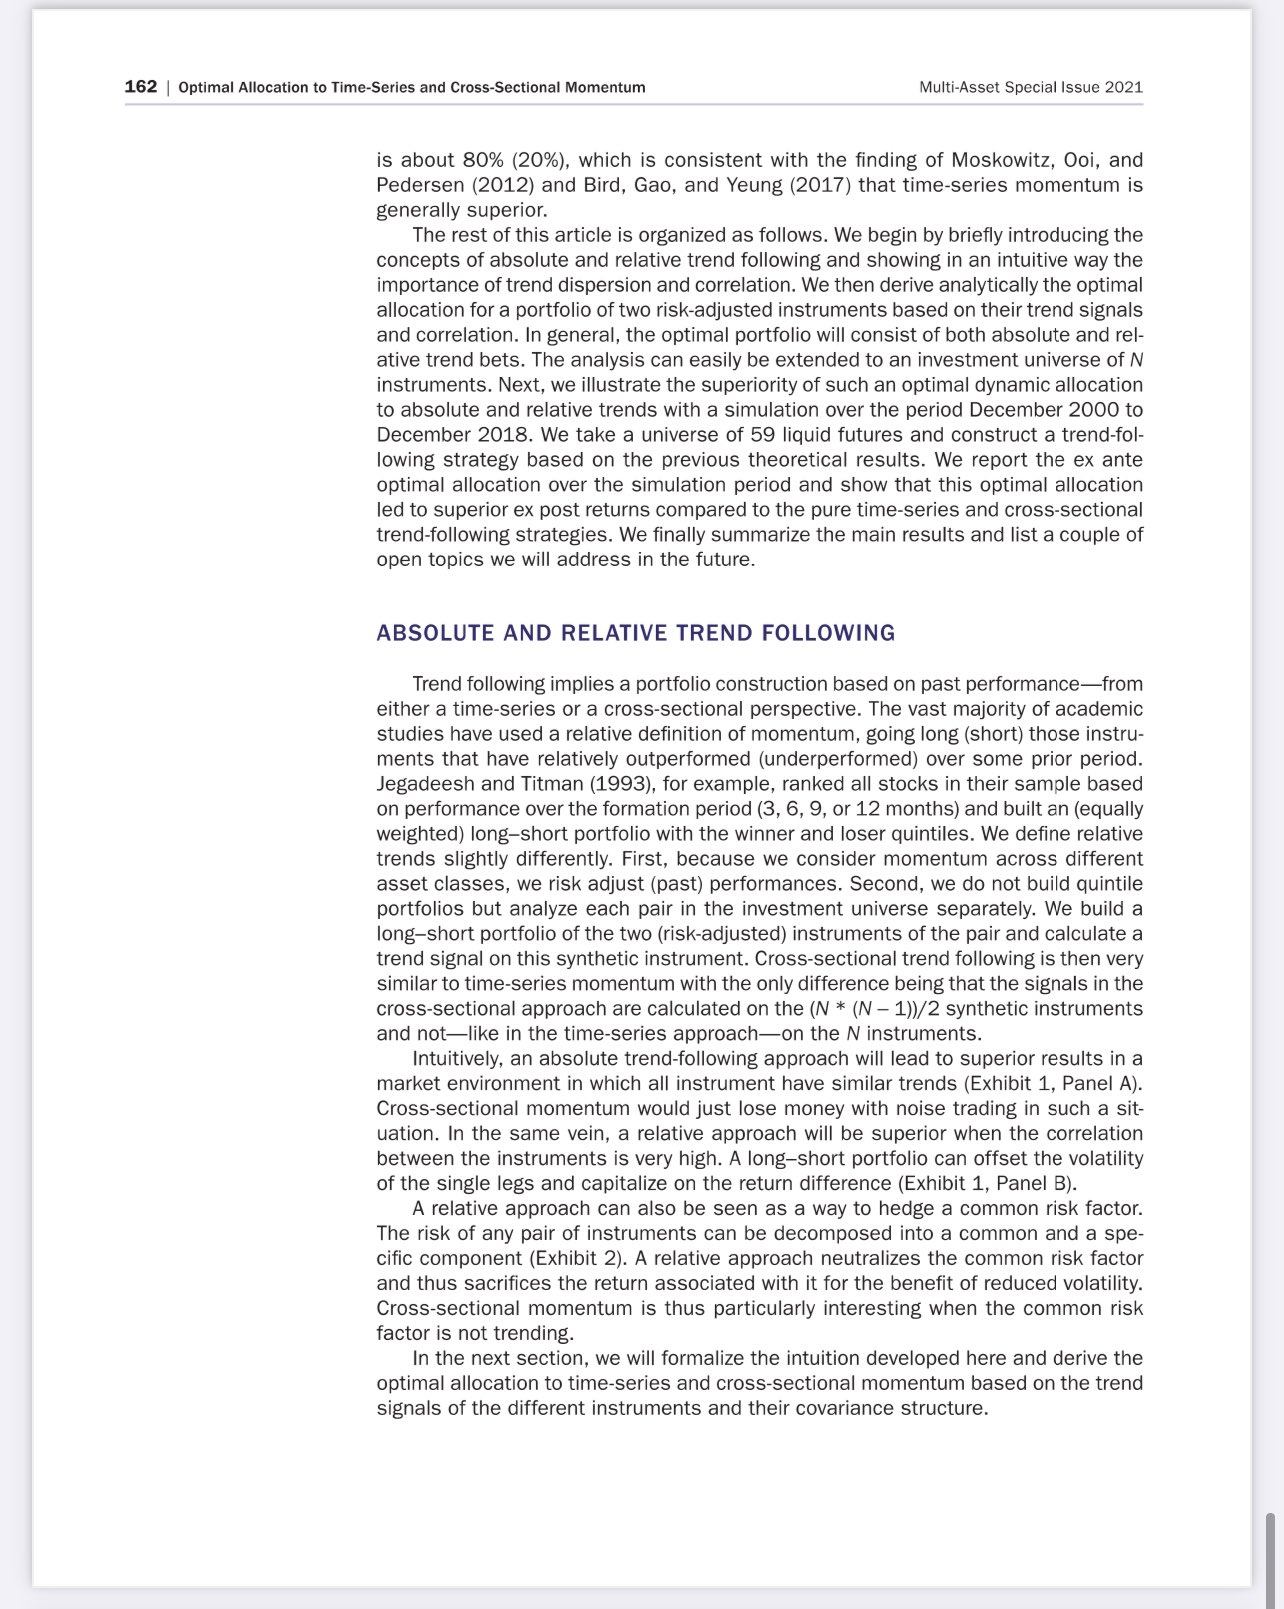 162 | Optimal Allocation to Time-Series and Cross-Sectional Momentum
Multi-Asset Special Issue 2021
is about 80% (20%), which is consistent with the finding of Moskowitz, Ooi, and
Pedersen (2012) and Bird, Gao, and Yeung (2017) that time-series momentum is
generally superior.
The rest of this article is organized as follows. We begin by briefly introducing the
concepts of absolute and relative trend following and showing in an intuitive way the
importance of trend dispersion and correlation. We then derive analytically the optimal
allocation for a portfolio of two risk-adjusted instruments based on their trend signals
and correlation. In general, the optimal portfolio will consist of both absolute and rel-
ative trend bets. The analysis can easily be extended to an investment universe of N
instruments. Next, we illustrate the superiority of such an optimal dynamic allocation
to absolute and relative trends with a simulation over the period December 2000 to
December 2018. We take a universe of 59 liquid futures and construct a trend-fol-
lowing strategy based on the previous theoretical results. We report the ex ante
optimal allocation over the simulation period and show that this optimal allocation
led to superior ex post returns compared to the pure time-series and cross-sectional
trend-following strategies. We finally summarize the main results and list a couple of
open topics we will address in the future.
ABSOLUTE AND RELATIVE TREND FOLLOWING
Trend following implies a portfolio construction based on past performance—from
either a time-series or a cross-sectional perspective. The vast majority of academic
studies have used a relative definition of momentum, going long (short) those instru-
ments that have relatively outperformed (underperformed) over some prior period.
Jegadeesh and Titman (1993), for example, ranked all stocks in their sample based
on performance over the formation period (3, 6, 9, or 12 months) and built an (equally
weighted) long–short portfolio with the winner and loser quintiles. We define relative
trends slightly differently. First, because we consider momentum across different
asset classes, we risk adjust (past) performances. Second, we do not build quintile
portfolios but analyze each pair in the investment universe separately. We build a
long–short portfolio of the two (risk-adjusted) instruments of the pair and calculate a
trend signal on this synthetic instrument. Cross-sectional trend following is then very
similar to time-series momentum with the only difference being that the signals in the
cross-sectional approach are calculated on the (N * (N – 1))/2 synthetic instruments
and not—like in the time-series approach—on the N instruments.
Intuitively, an absolute trend-following approach will lead to superior results in a
market environment in which all instrument have similar trends (Exhibit 1, Panel A).
Cross-sectional momentum would just lose money with noise trading in such a sit-
uation. In the same vein, a relative approach will be superior when the correlation
between the instruments is very high. A long–short portfolio can offset the volatility
of the single legs and capitalize on the return difference (Exhibit 1, Panel B).
A relative approach can also be seen as a way to hedge a common risk factor.
The risk of any pair of instruments can be decomposed into a common and a spe-
cific component (Exhibit 2). A relative approach neutralizes the common risk factor
and thus sacrifices the return associated with it for the benefit of reduced volatility.
Cross-sectional momentum is thus particularly interesting when the common risk
factor is not trending.
In the next section, we will formalize the intuition developed here and derive the
optimal allocation to time-series and cross-sectional momentum based on the trend
signals of the different instruments and their covariance structure.